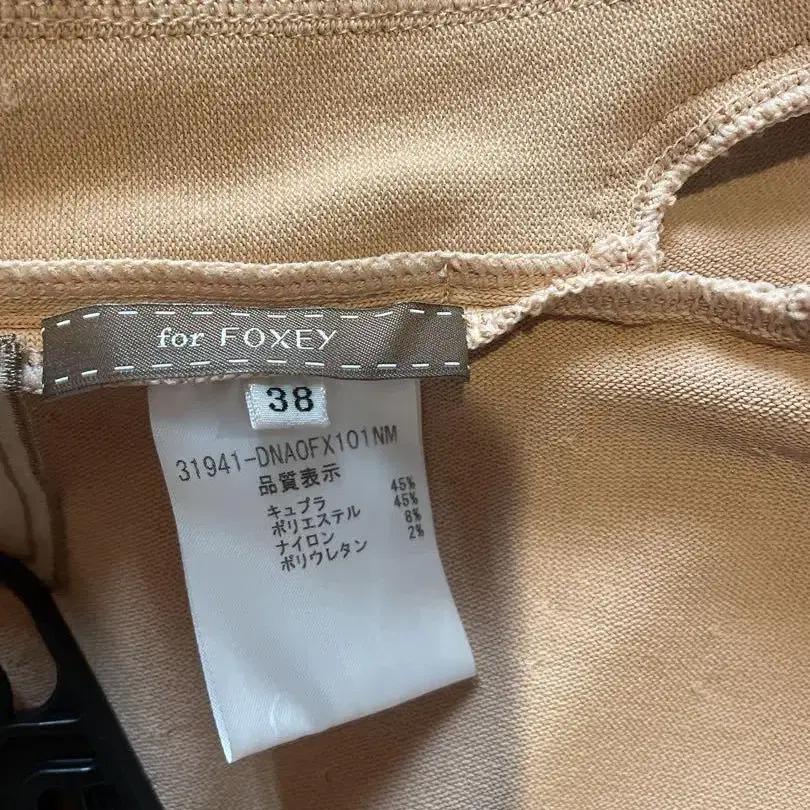 for FOXEY
38
31941-DNA0FX101NM
品質表示
キュプラ 45%
ポリエステル 45%
ナイロン 8%
ポリウレタン 2%